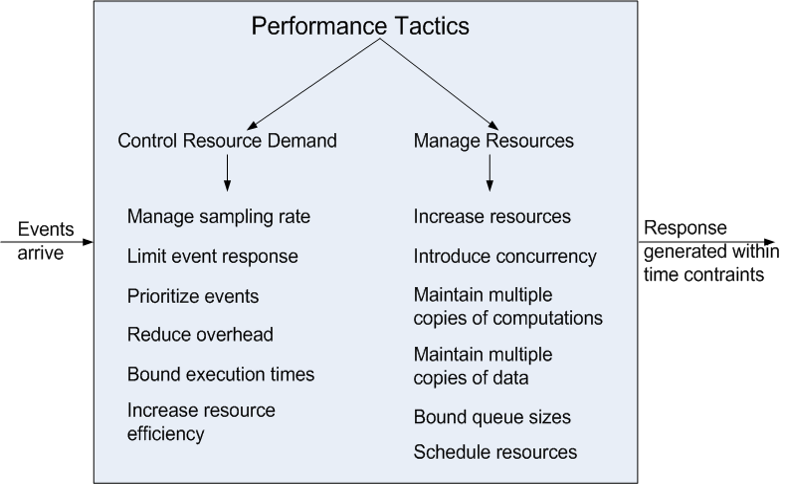 Performance Tactics
Control Resource Demand
Manage sampling rate
Limit event response
Prioritize events
Reduce overhead
Bound execution times
Increase resource
efficiency
Manage Resources
Increase resources
Introduce concurrency
Maintain multiple
copies of computations
Maintain multiple
copies of data
Bound queue sizes
Schedule resources
Events
arrive
Response
generated within
time contraints